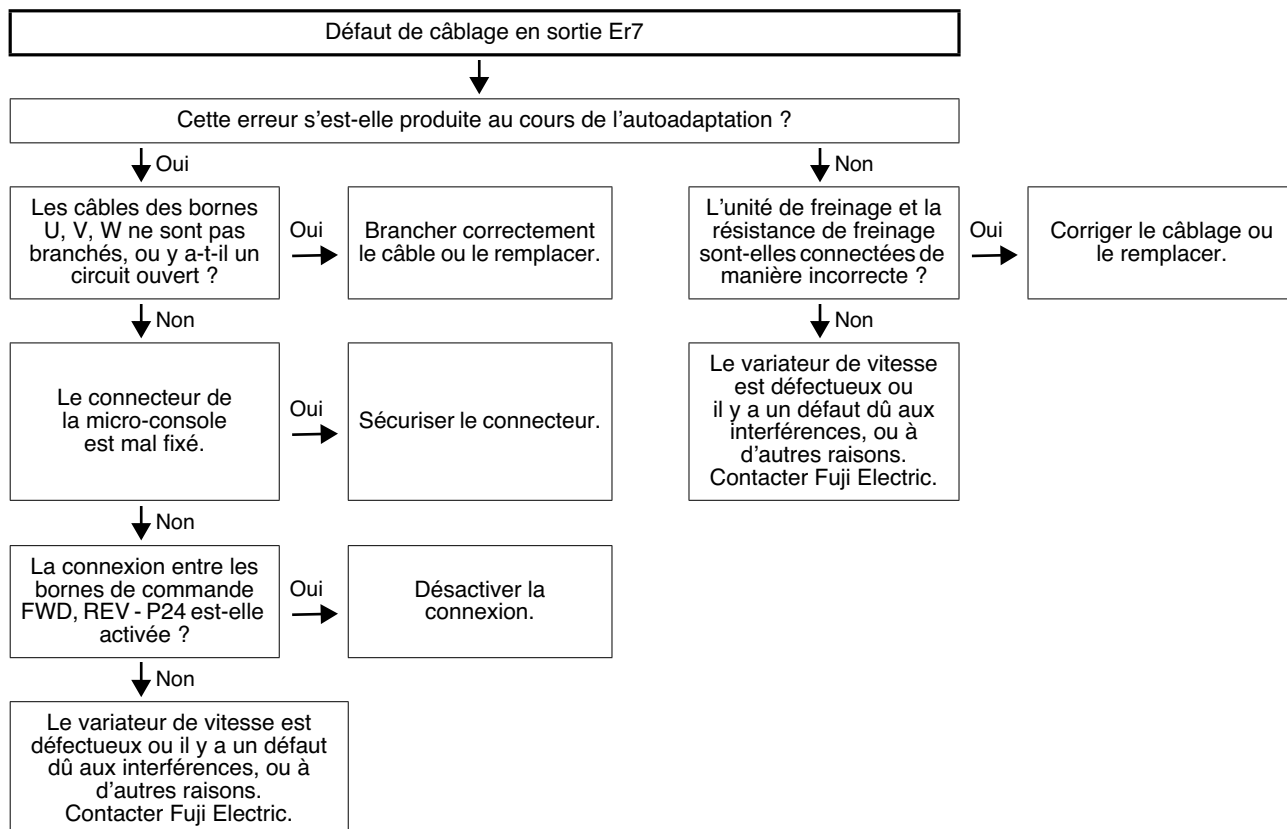 Défaut de câblage en sortie Er7
Cette erreur s'est-elle produite au cours de l'autoadaptation ?
Oui
Non
Les câbles des bornes
U, V, W ne sont pas
branchés, ou y a-t-il un
circuit ouvert ?
Oui
Brancher correctement
le câble ou le remplacer.
L'unité de freinage et la
résistance de freinage
sont-elles connectées de
manière incorrecte ?
Oui
Corriger le câblage ou
le remplacer.
Non
Non
Le connecteur de
la micro-console
est mal fixé.
Oui
Sécuriser le connecteur.
Le variateur de vitesse
est défectueux ou
il y a un défaut dû aux
interférences, ou à
d'autres raisons.
Contacter Fuji Electric.
Non
La connexion entre les
bornes de commande
FWD, REV - P24 est-elle
activée ?
Oui
Désactiver la
connexion.
Non
Le variateur de vitesse est
défectueux ou il y a un défaut
dû aux interférences, ou à
d'autres raisons.
Contacter Fuji Electric.